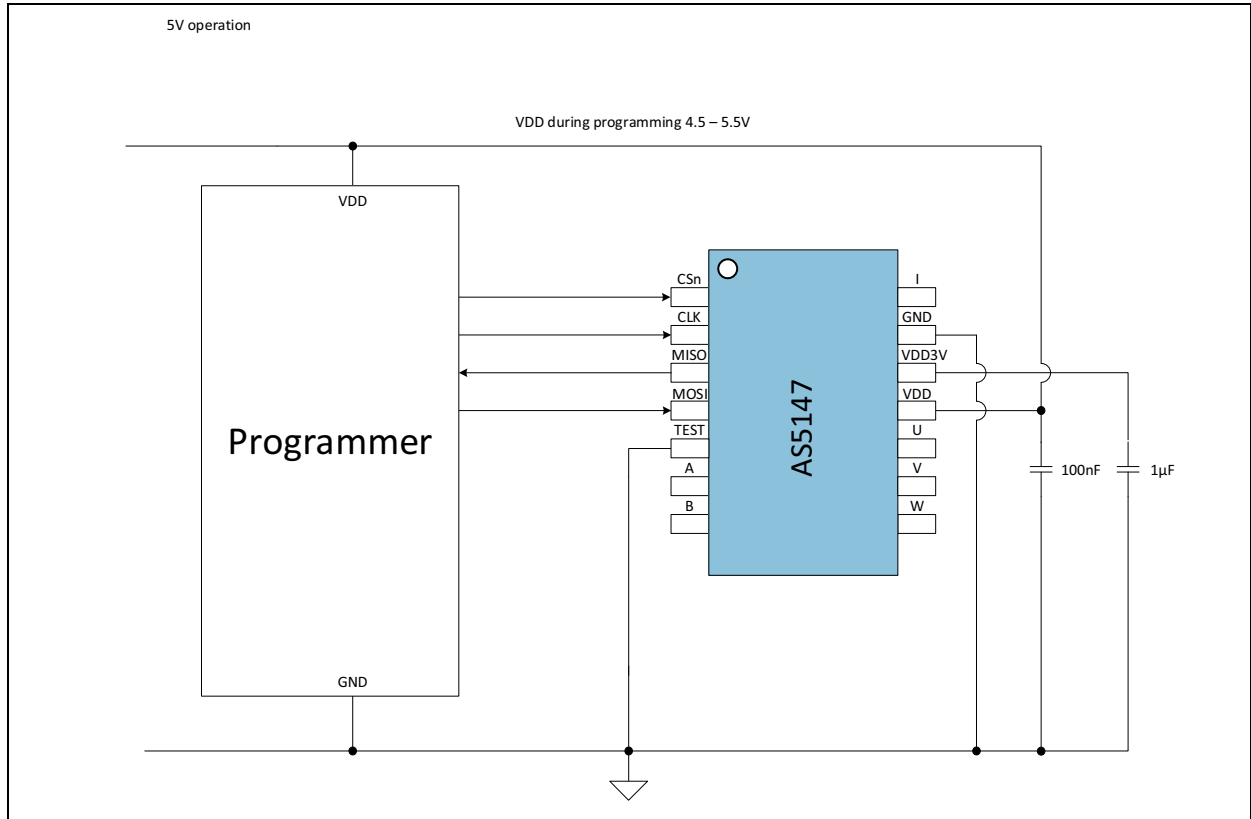 5V operation
VDD during programming 4.5 – 5.5V
VDD
Programmer
GND
CSn
CLK
MISO
MOSI
TEST
A
B
AS5147
I
GND
VDD3V
VDD
U
V
W
100nF
1µF